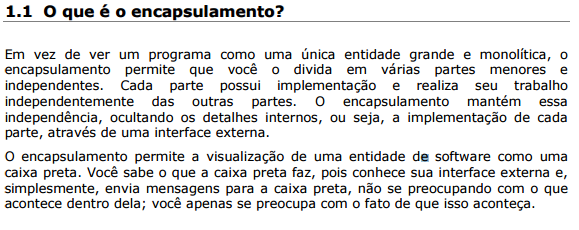 1.1 O que é o encapsulamento?
Em vez de ver um programa como uma única entidade grande e monolítica, o
encapsulamento permite que você o divida em várias partes menores e
independentes. Cada parte possui implementação e realiza seu trabalho
independentemente das outras partes. O encapsulamento mantém essa
independência, ocultando os detalhes internos, ou seja, a implementação de cada
parte, através de uma interface externa.
O encapsulamento permite a visualização de uma entidade de software como uma
caixa preta. Você sabe o que a caixa preta faz, pois conhece sua interface externa e,
simplesmente, envia mensagens para a caixa preta, não se preocupando com o que
acontece dentro dela; você apenas se preocupa com o fato de que isso aconteça.